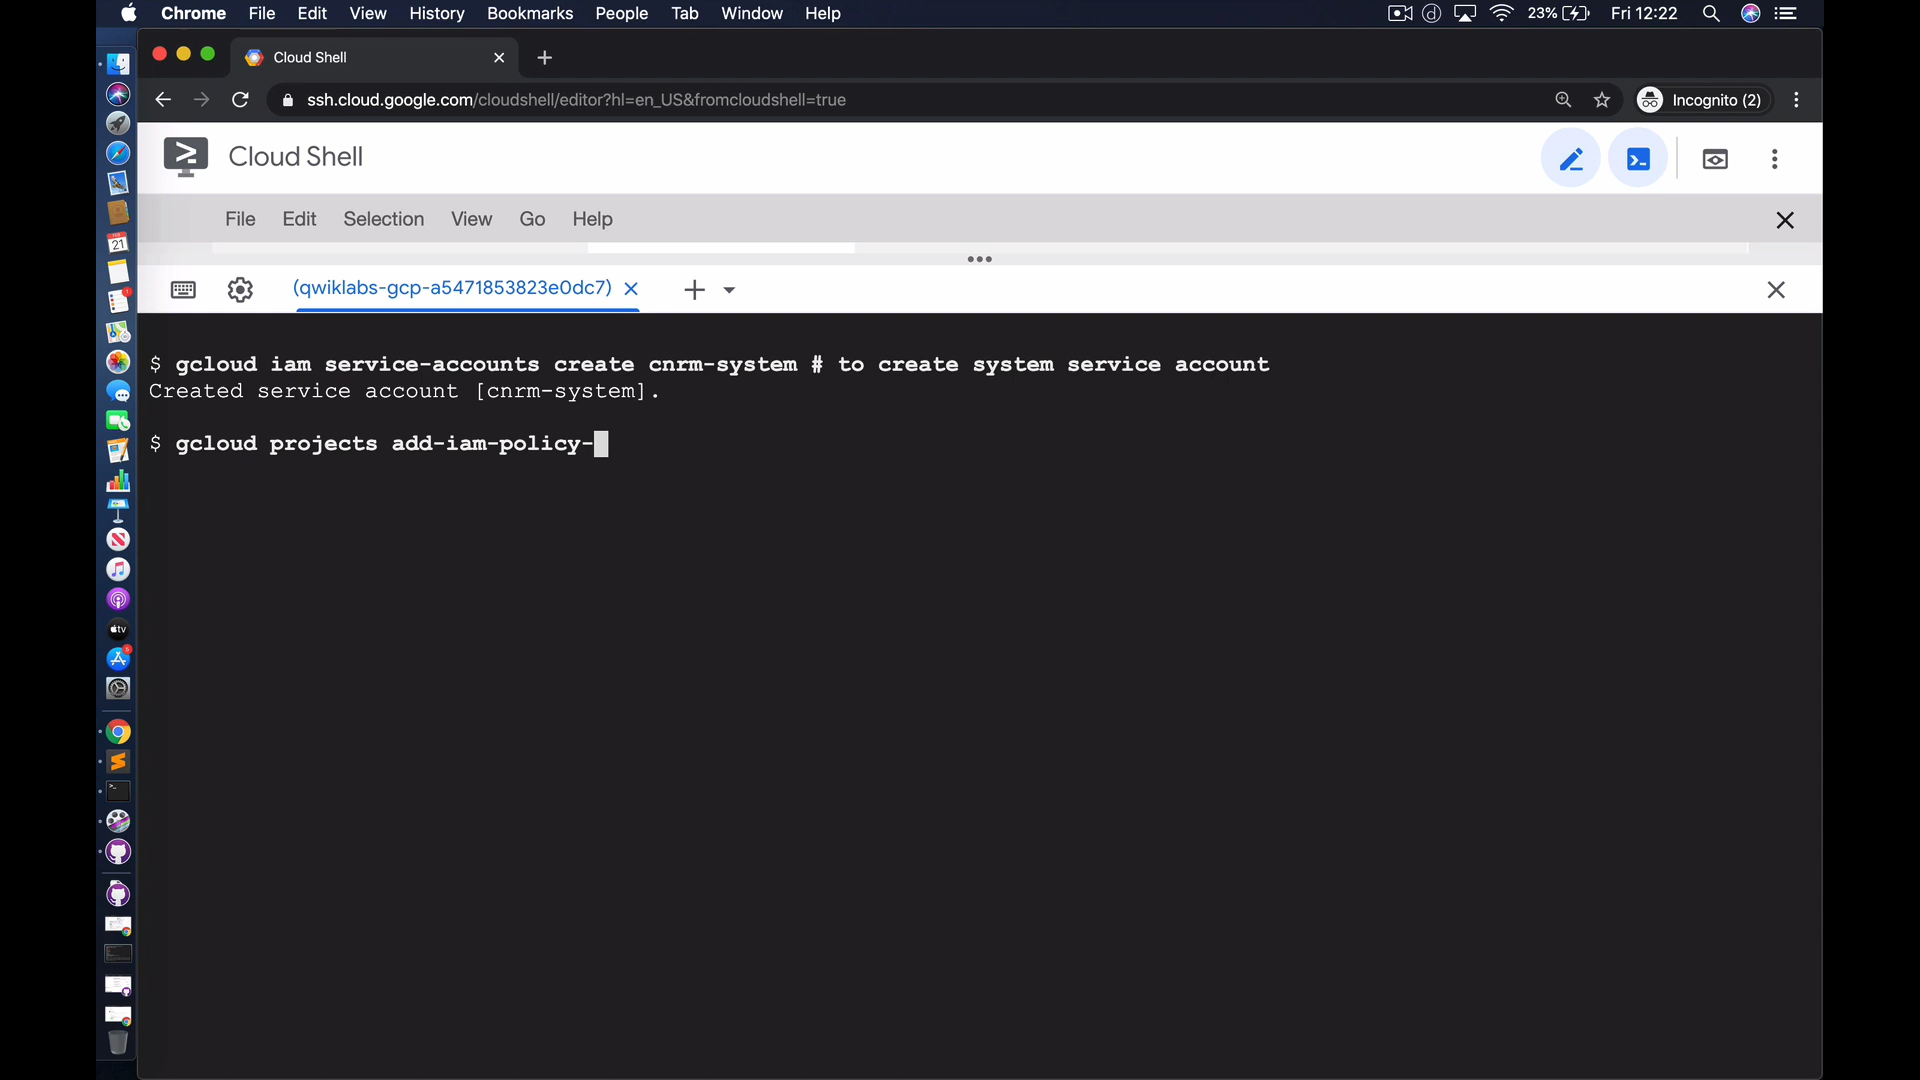 Chrome File Edit View History Bookmarks People Tab Window Help 23% Fri 12:22
Cloud Shell
ssh.cloud.google.com/cloudshell/editor?hl=en_US&fromcloudshell=true Incognito (2)
Cloud Shell
File Edit Selection View Go Help
(qwiklabs-gcp-a5471853823e0dc7)
$ gcloud iam service-accounts create cnrm-system # to create system service account
Created service account [cnrm-system].
$ gcloud projects add-iam-policy-
21
tv